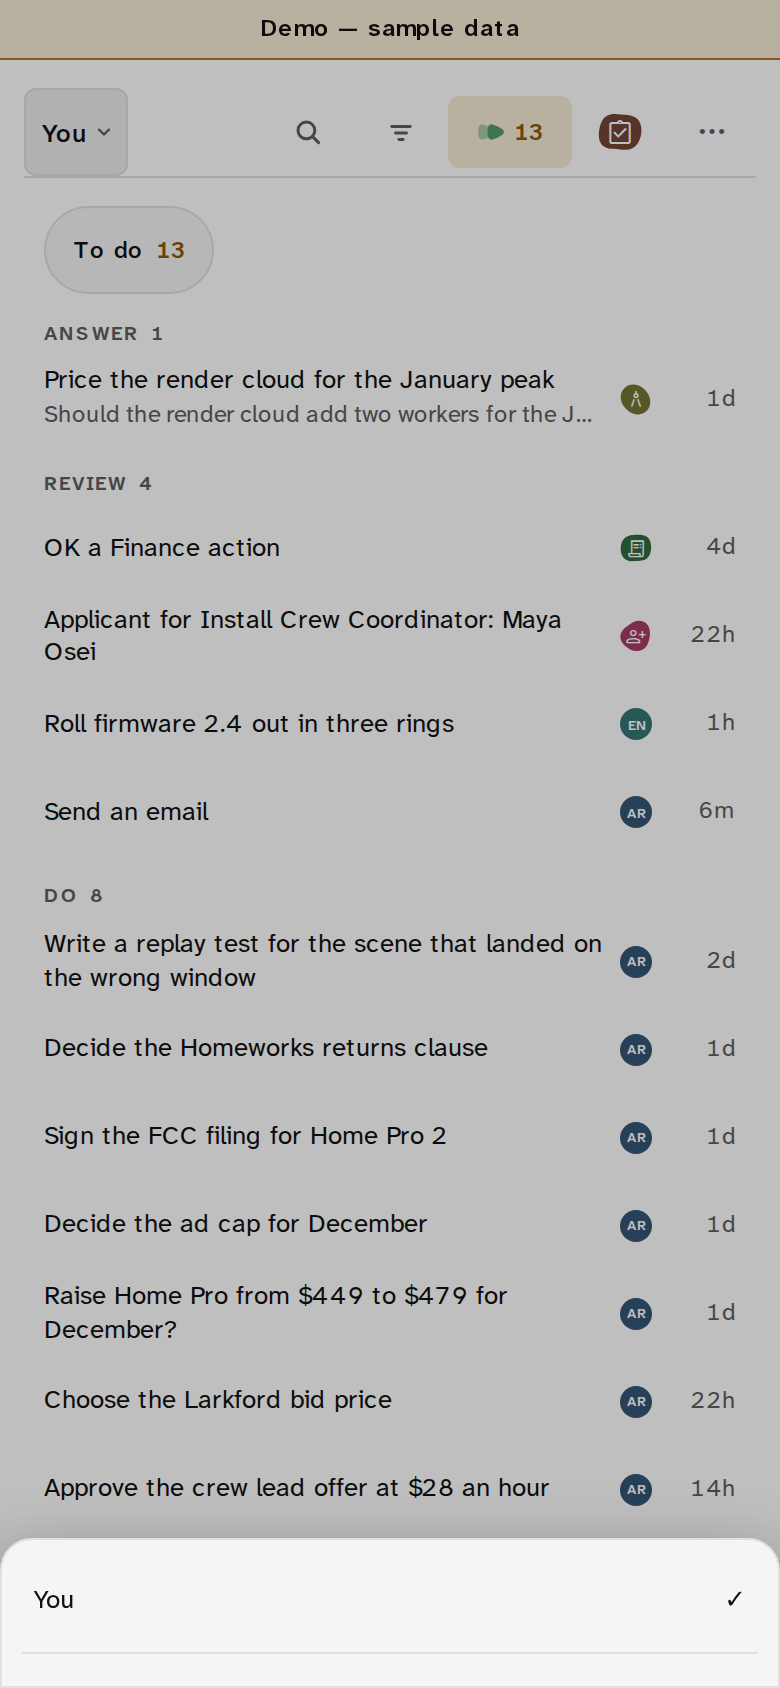 Demo — sample data
You
13
To do 13
ANSWER 1
Price the render cloud for the January peak
1d
Should the render cloud add two workers for the J...
REVIEW 4
OK a Finance action
4d
Applicant for Install Crew Coordinator: Maya
Osei
22h
Roll firmware 2.4 out in three rings
EN
1h
Send an email
AR
6m
DO 8
Write a replay test for the scene that landed on
the wrong window
AR
2d
Decide the Homeworks returns clause
AR
1d
Sign the FCC filing for Home Pro 2
AR
1d
Decide the ad cap for December
AR
1d
Raise Home Pro from $449 to $479 for
December?
AR
1d
Choose the Larkford bid price
AR
22h
Approve the crew lead offer at $28 an hour
AR
14h
You ✓